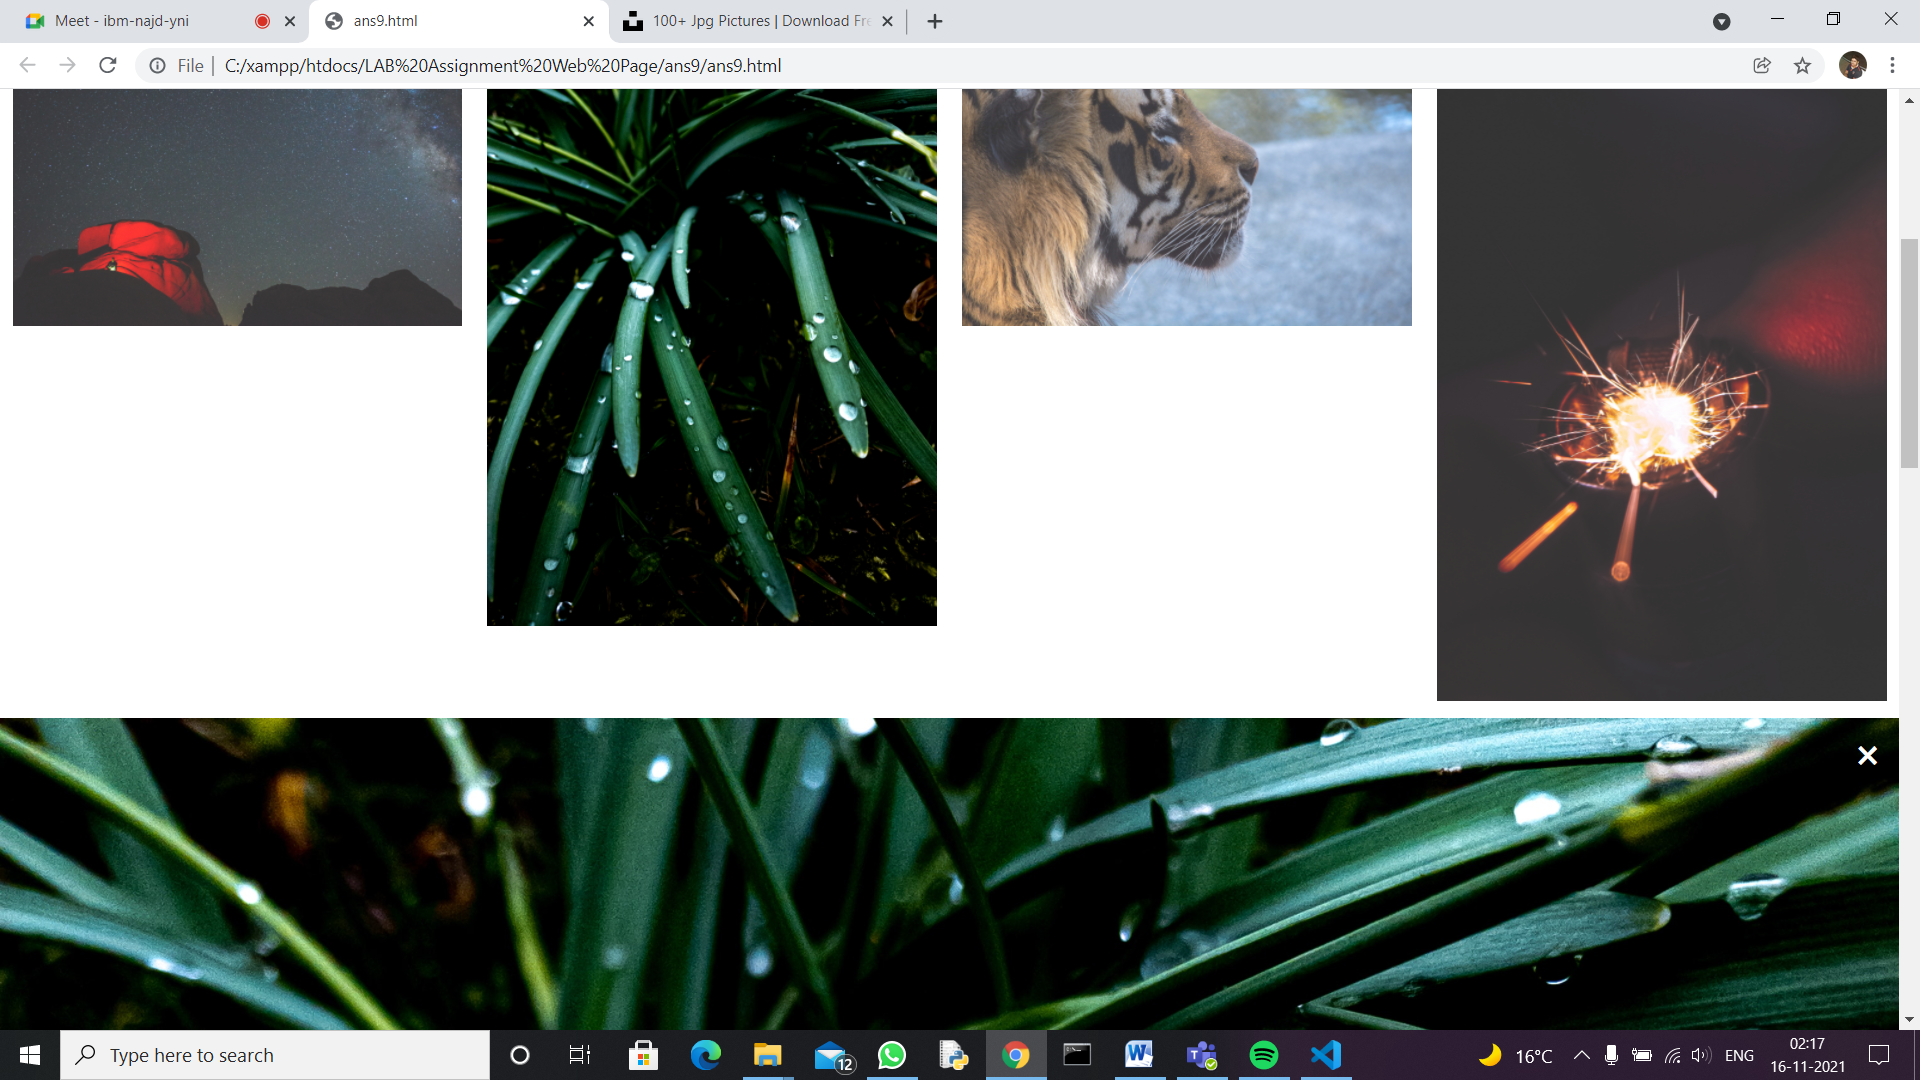 Meet - ibm-najd-yni
ans9.html
100+ Jpg Pictures | Download Fre
File
C:/xampp/htdocs/LAB%20Assignment%20Web%20Page/ans9/ans9.html
Type here to search
12
16°C
ENG
02:17
16-11-2021